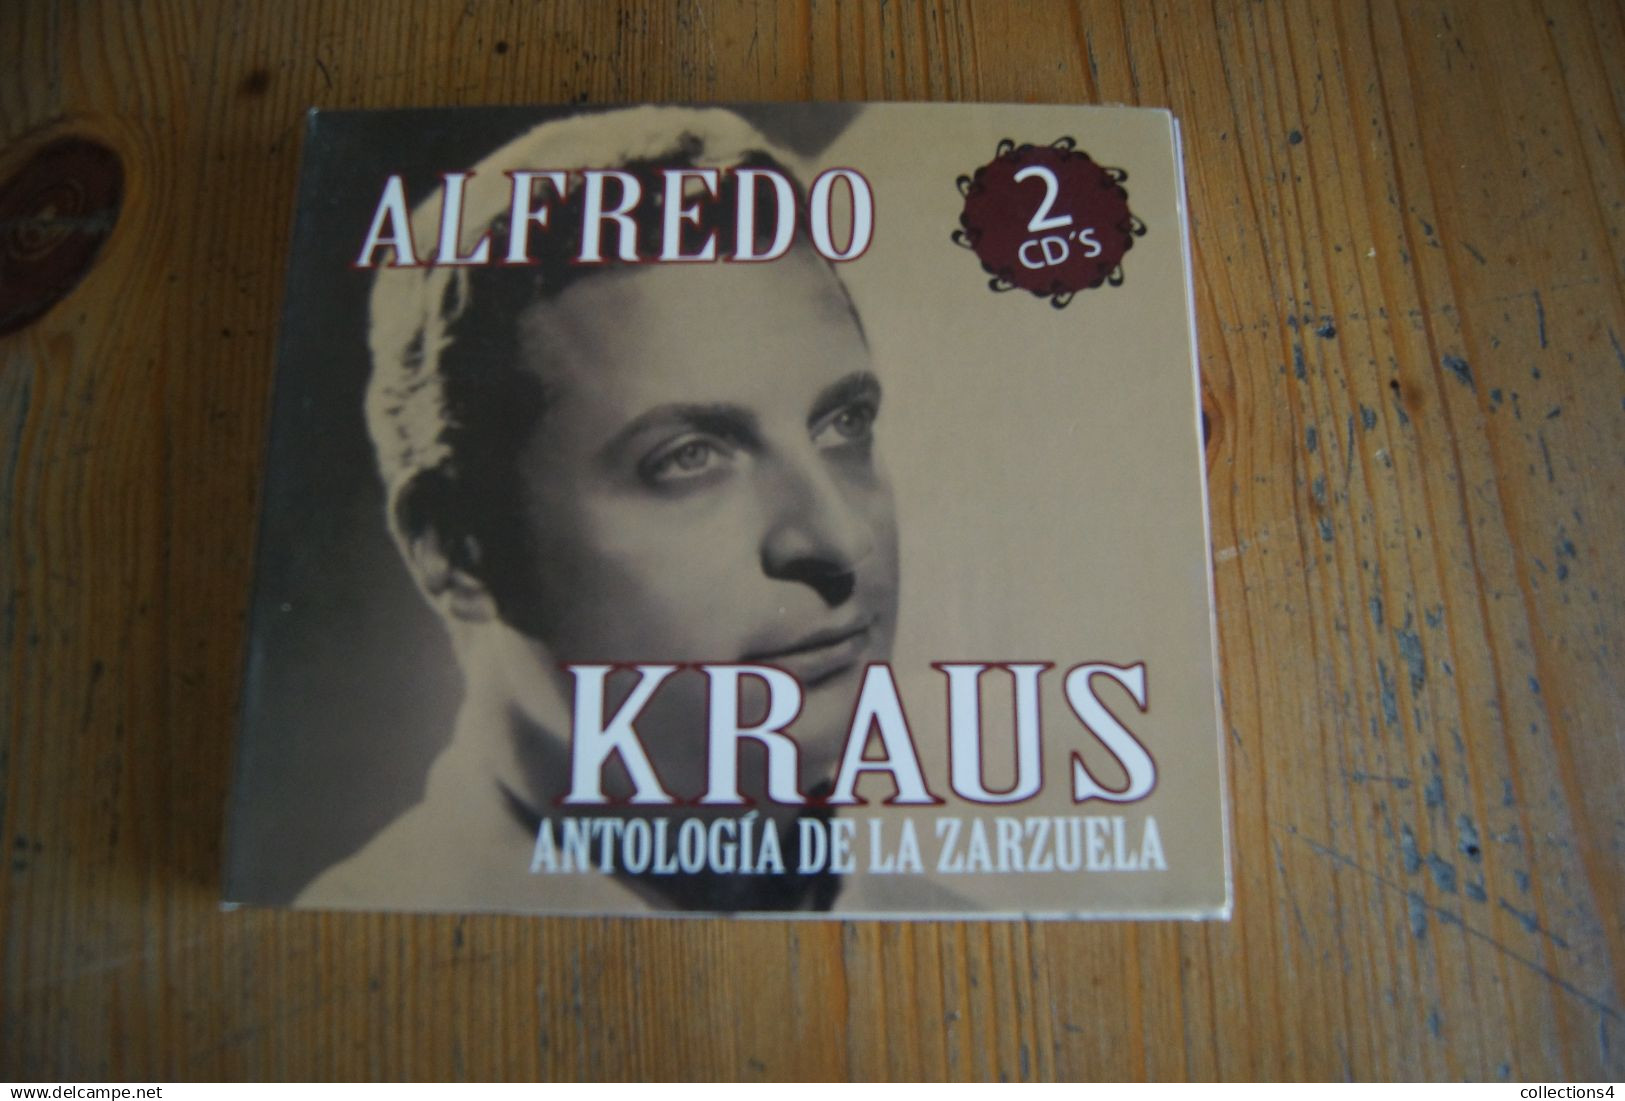 ALFREDO
2
CD´S
KRAUS
ANTOLOGÍA DE LA ZARZUELA
www.delcampe.net
collections4